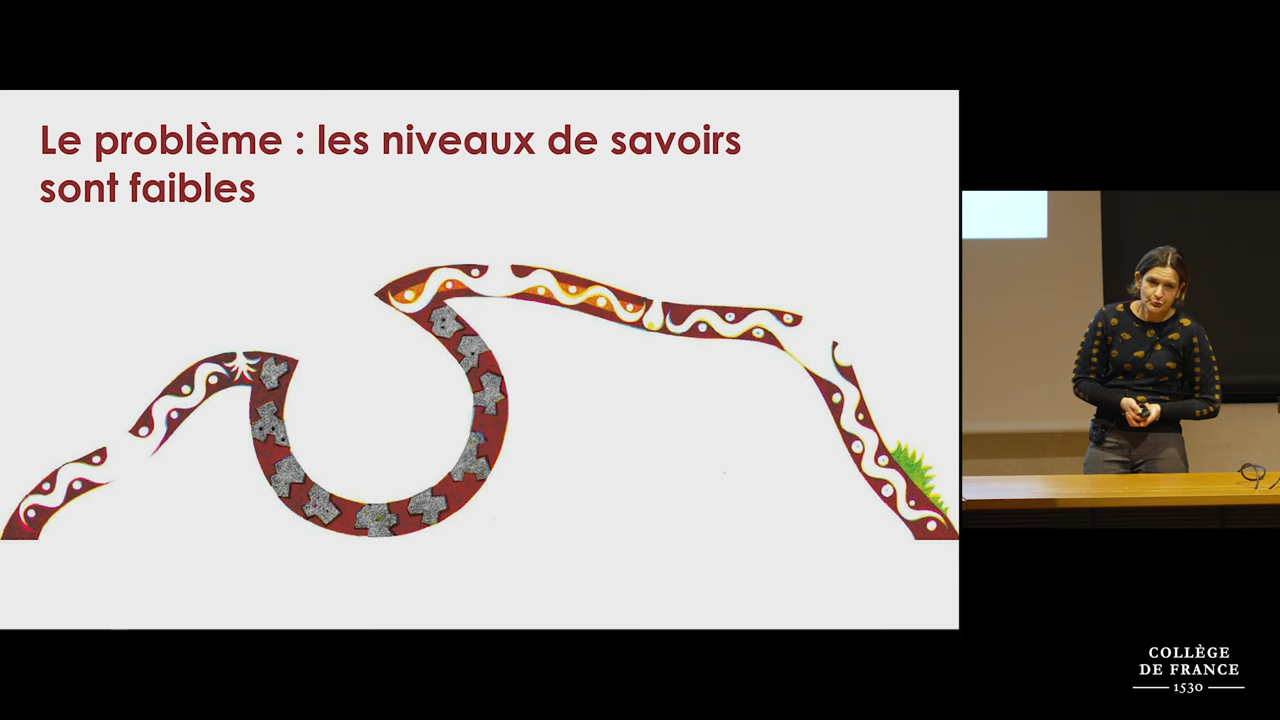 Le problème : les niveaux de savoirs
sont faibles
COLLÈGE
DE FRANCE
1530